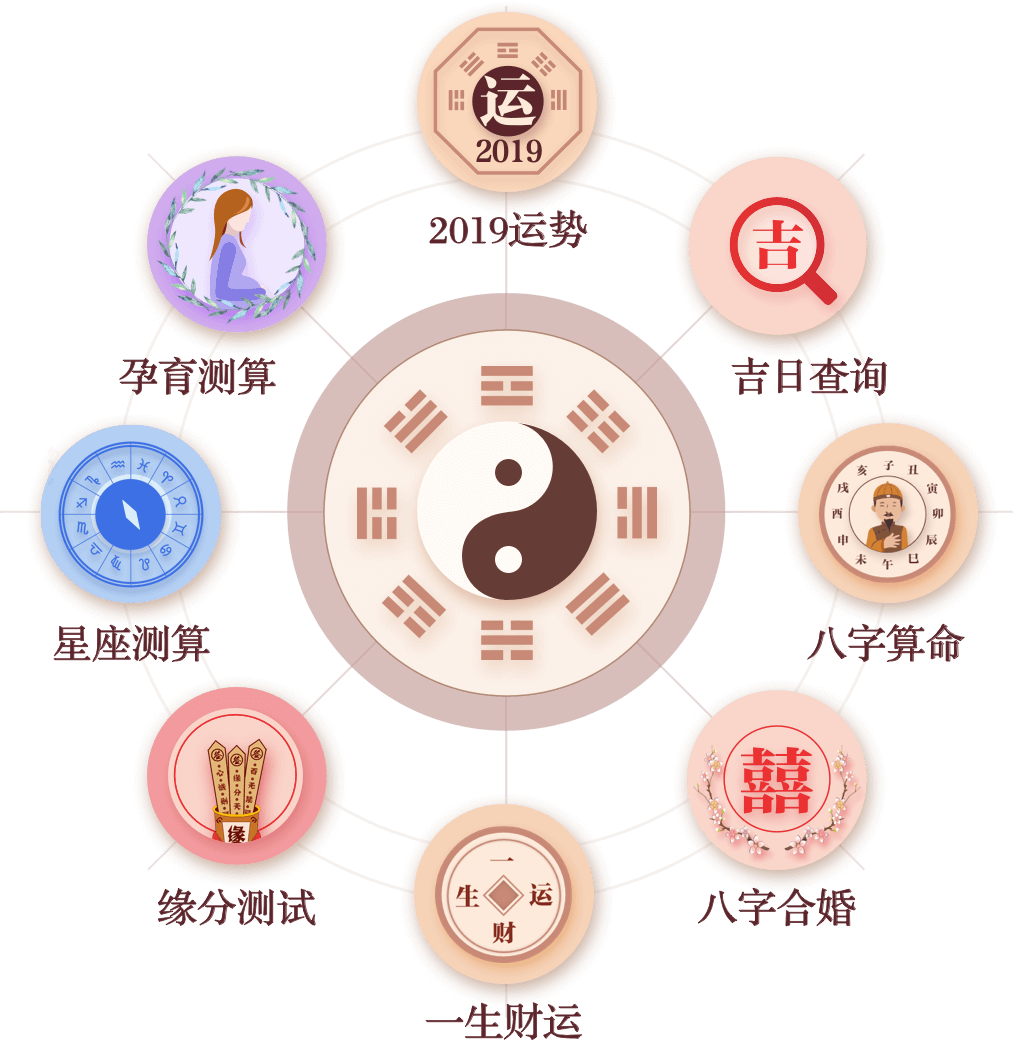 运
2019
2019运势
孕育测算
吉
吉日查询
星座测算
亥 子 丑
戌 寅
酉 卯
申 辰
未 午 巳
八字算命
缘
缘分测试
囍
八字合婚
一
生 运
财
一生财运